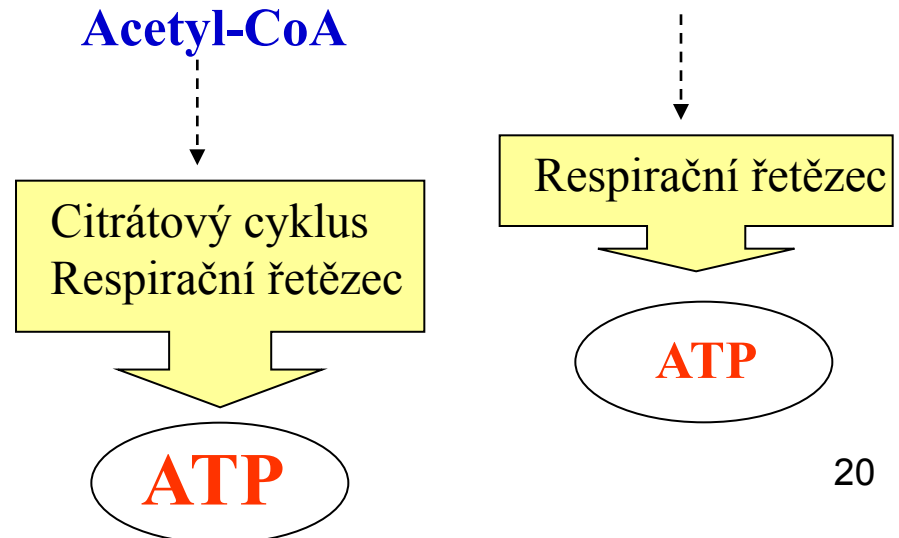 Acetyl-CoA
Citrátový cyklus
Respirační řetězec
ATP
Respirační řetězec
ATP
20